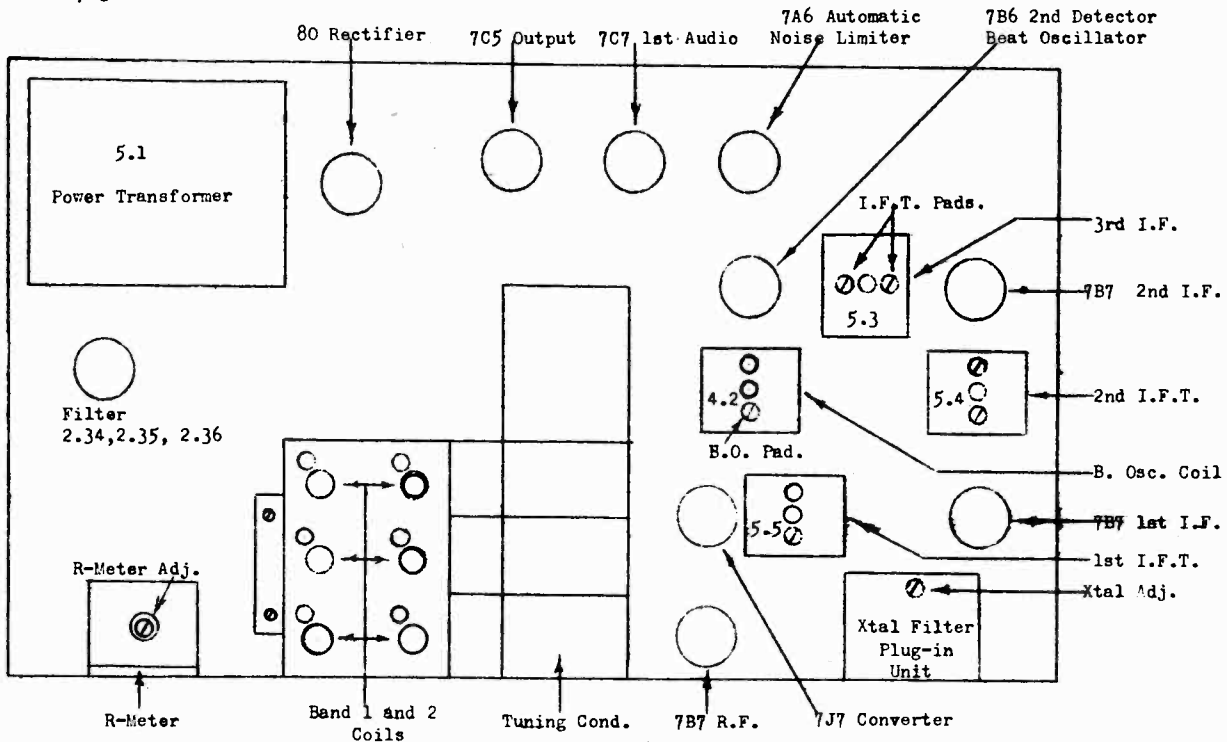 80 Rectifier
7C5 Output
7C7 1st Audio
7A6 Automatic
Noise Limiter
7B6 2nd Detector
Beat Oscillator
5.1
Power Transformer
I.F.T. Pads.
3rd I.F.
5.3
7B7 2nd I.F.
Filter
2.34,2.35, 2.36
4.2
B.O. Pad.
5.4
2nd I.F.T.
B. Osc. Coil
5.5
7B7 1st I.F.
1st I.F.T.
R-Meter Adj.
Xtal Adj.
Xtal Filter
Plug-in
Unit
R-Meter
Band 1 and 2
Coils
Tuning Cond.
7B7 R.F.
7J7 Converter